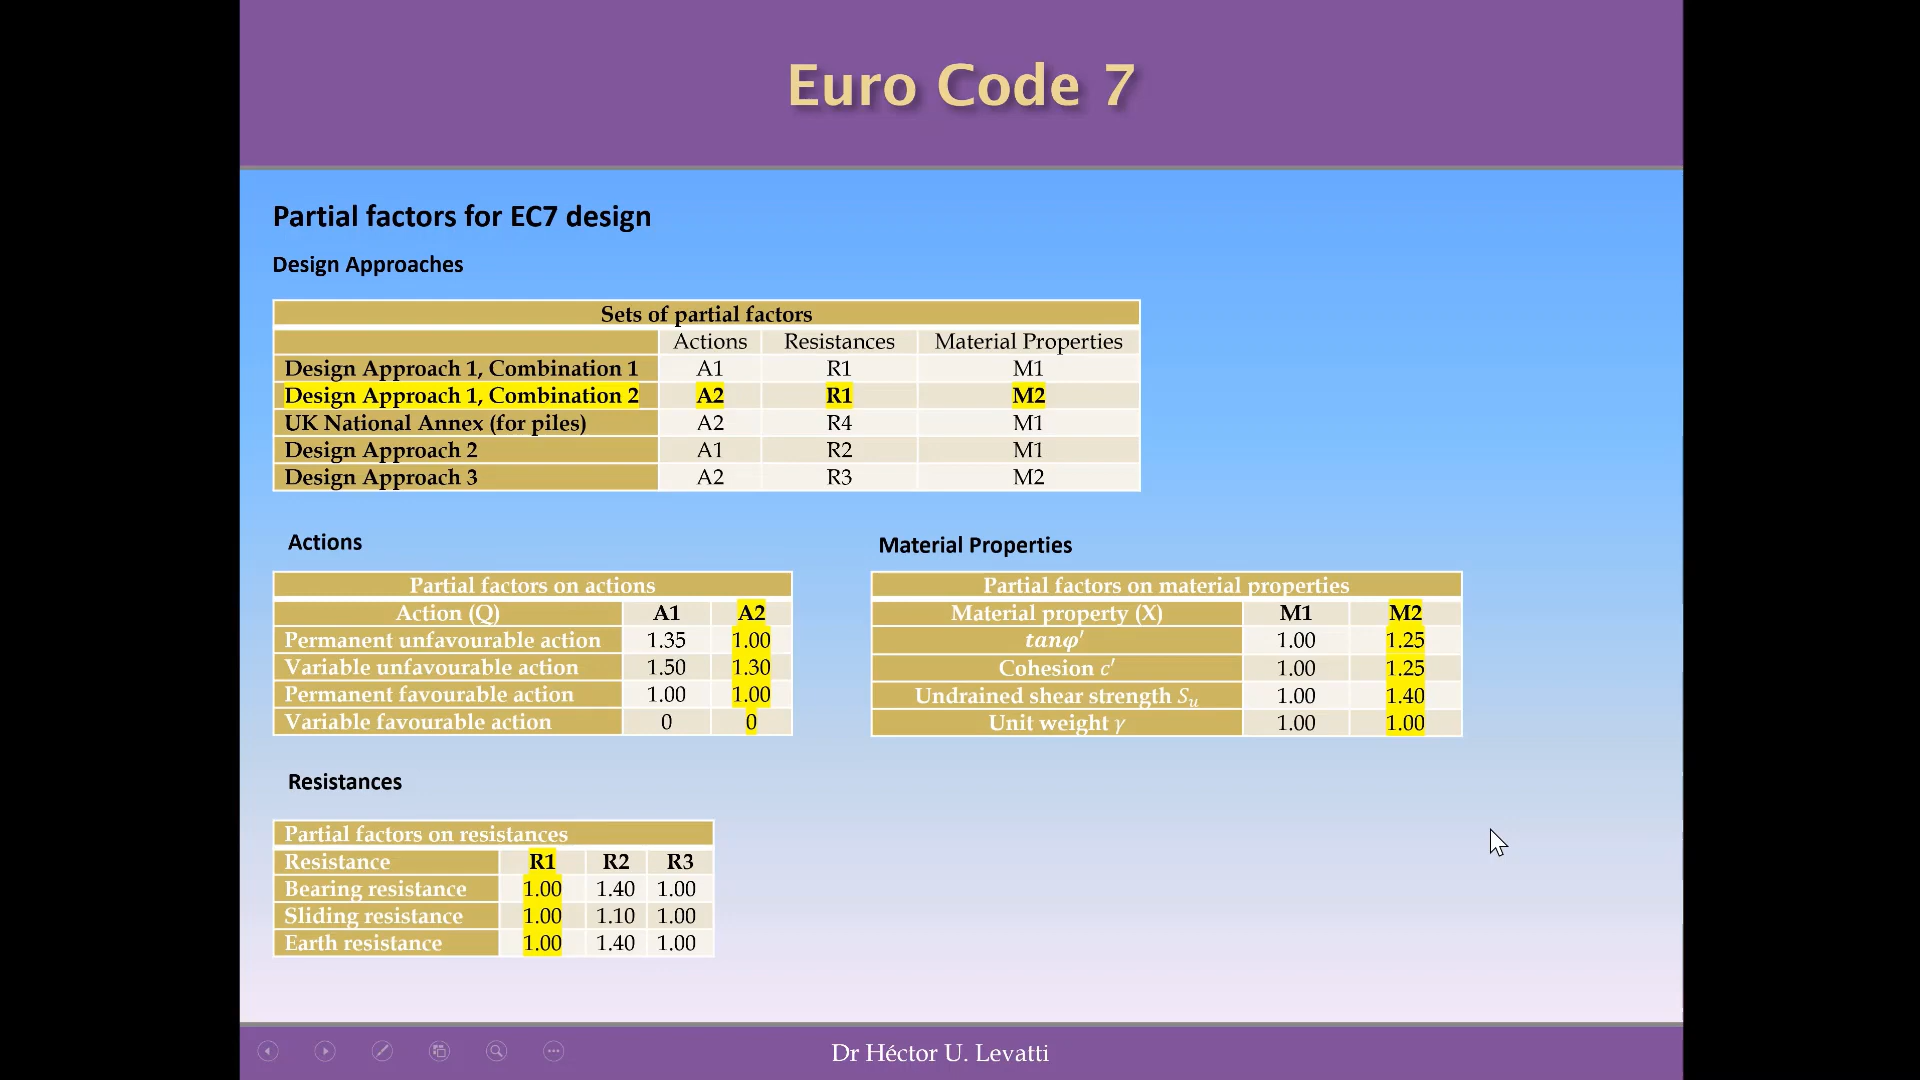 Euro Code 7
Partial factors for EC7 design
Design Approaches
Sets of partial factors
Actions Resistances Material Properties
Design Approach 1, Combination 1 A1 R1 M1
Design Approach 1, Combination 2 A2 R1 M2
UK National Annex (for piles) A2 R4 M1
Design Approach 2 A1 R2 M1
Design Approach 3 A2 R3 M2
Actions
Partial factors on actions
Action (Q) A1 A2
Permanent unfavourable action 1.35 1.00
Variable unfavourable action 1.50 1.30
Permanent favourable action 1.00 1.00
Variable favourable action 0 0
Material Properties
Partial factors on material properties
Material property (X) M1 M2
tanφ′ 1.00 1.25
Cohesion c′ 1.00 1.25
Undrained shear strength Su 1.00 1.40
Unit weight γ 1.00 1.00
Resistances
Partial factors on resistances
Resistance R1 R2 R3
Bearing resistance 1.00 1.40 1.00
Sliding resistance 1.00 1.10 1.00
Earth resistance 1.00 1.40 1.00
Dr Héctor U. Levatti